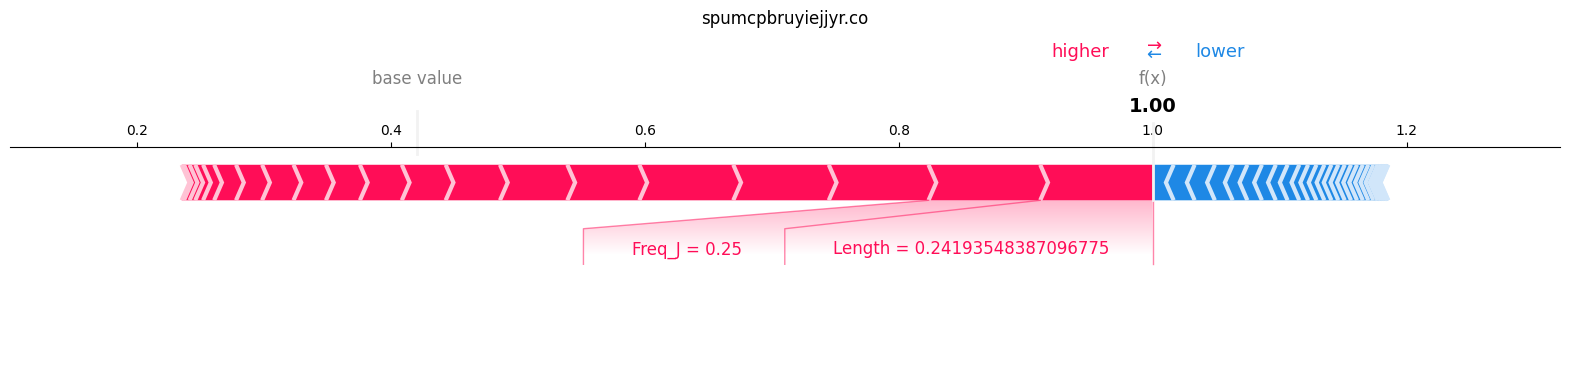 spumcpbruyiejjyr.co
higher ⇄ lower
base value f(x)
1.00
0.2 0.4 0.6 0.8 1.0 1.2
Freq_J = 0.25 Length = 0.24193548387096775